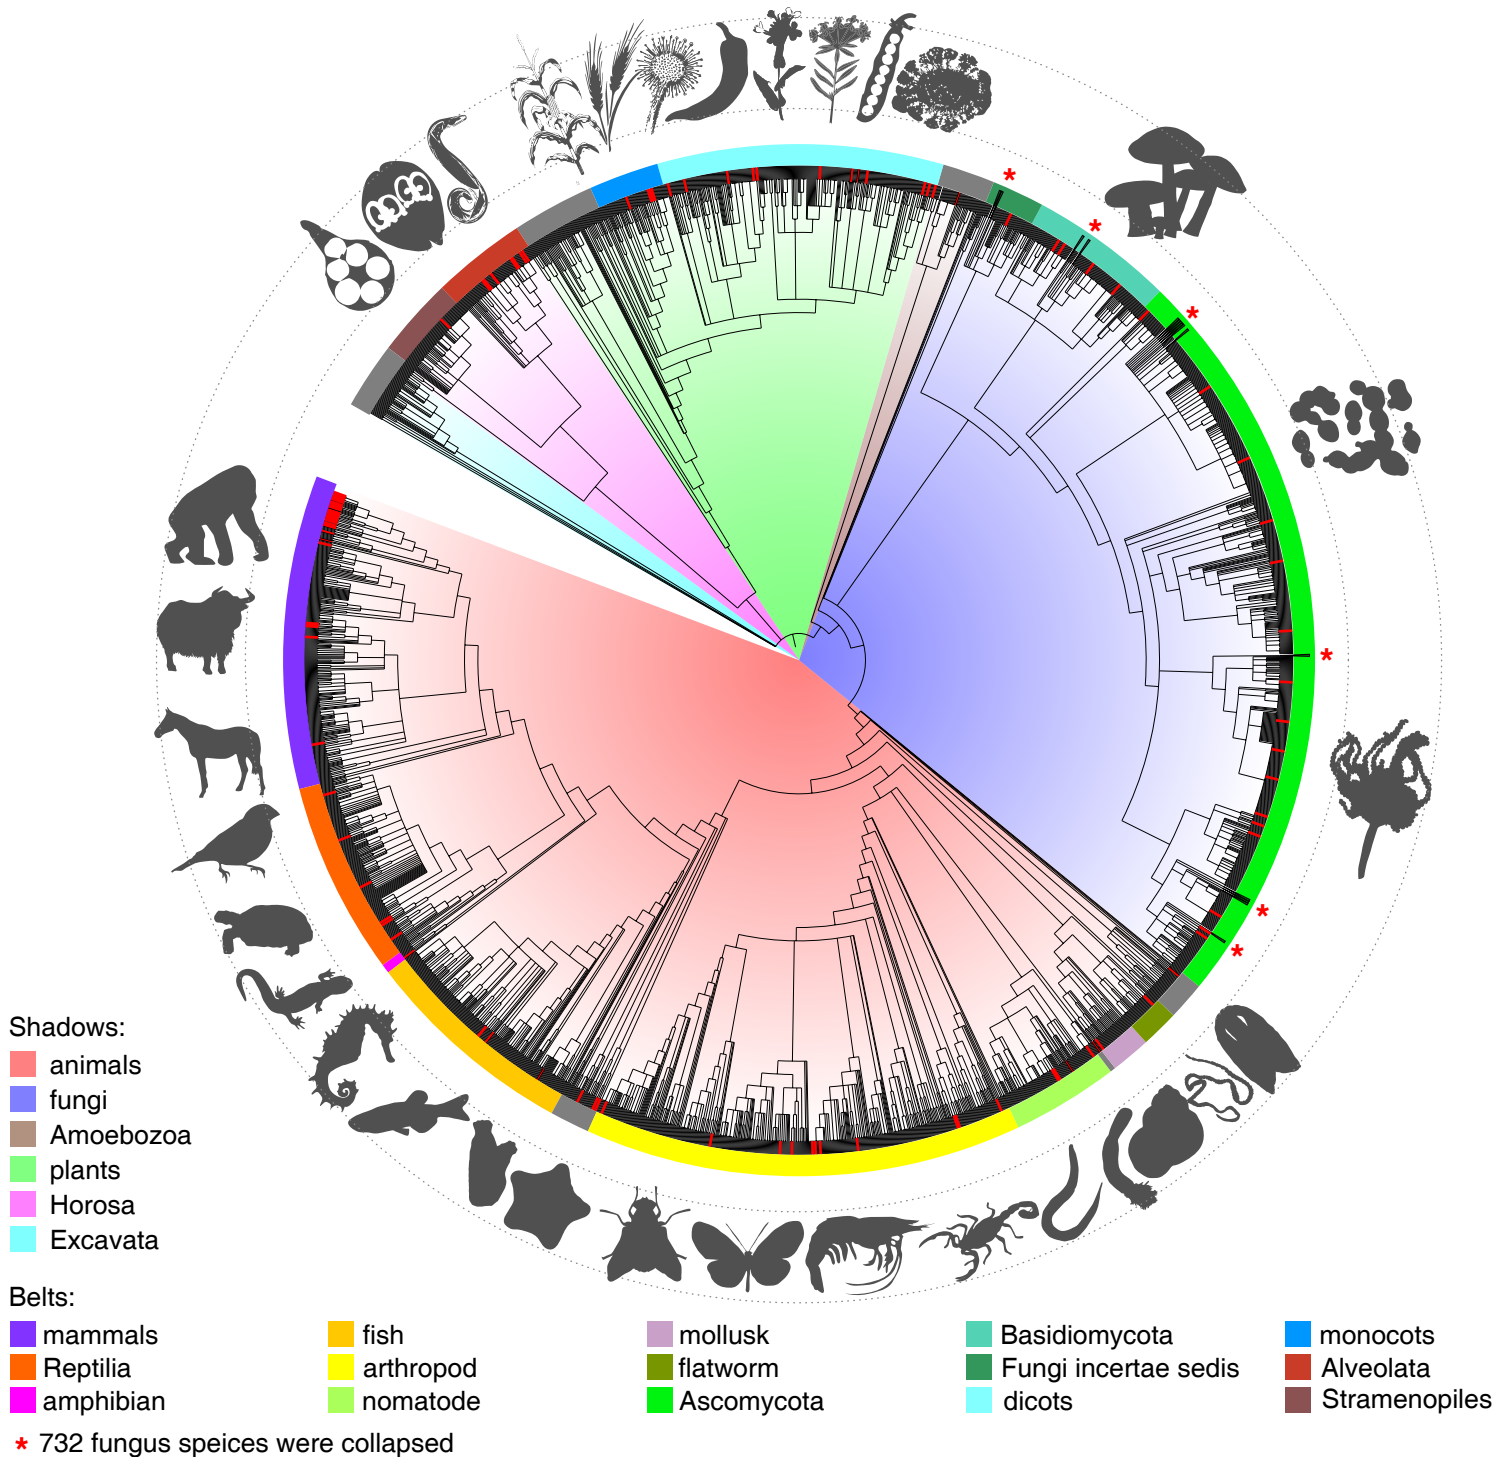 Shadows:
animals
fungi
Amoebozoa
plants
Horosa
Excavata
Belts:
mammals
fish
mollusk
Basidiomycota
monocots
Reptilia
arthropod
flatworm
Fungi incertae sedis
Alveolata
amphibian
nomatode
Ascomycota
dicots
Stramenopiles
* 732 fungus speices were collapsed